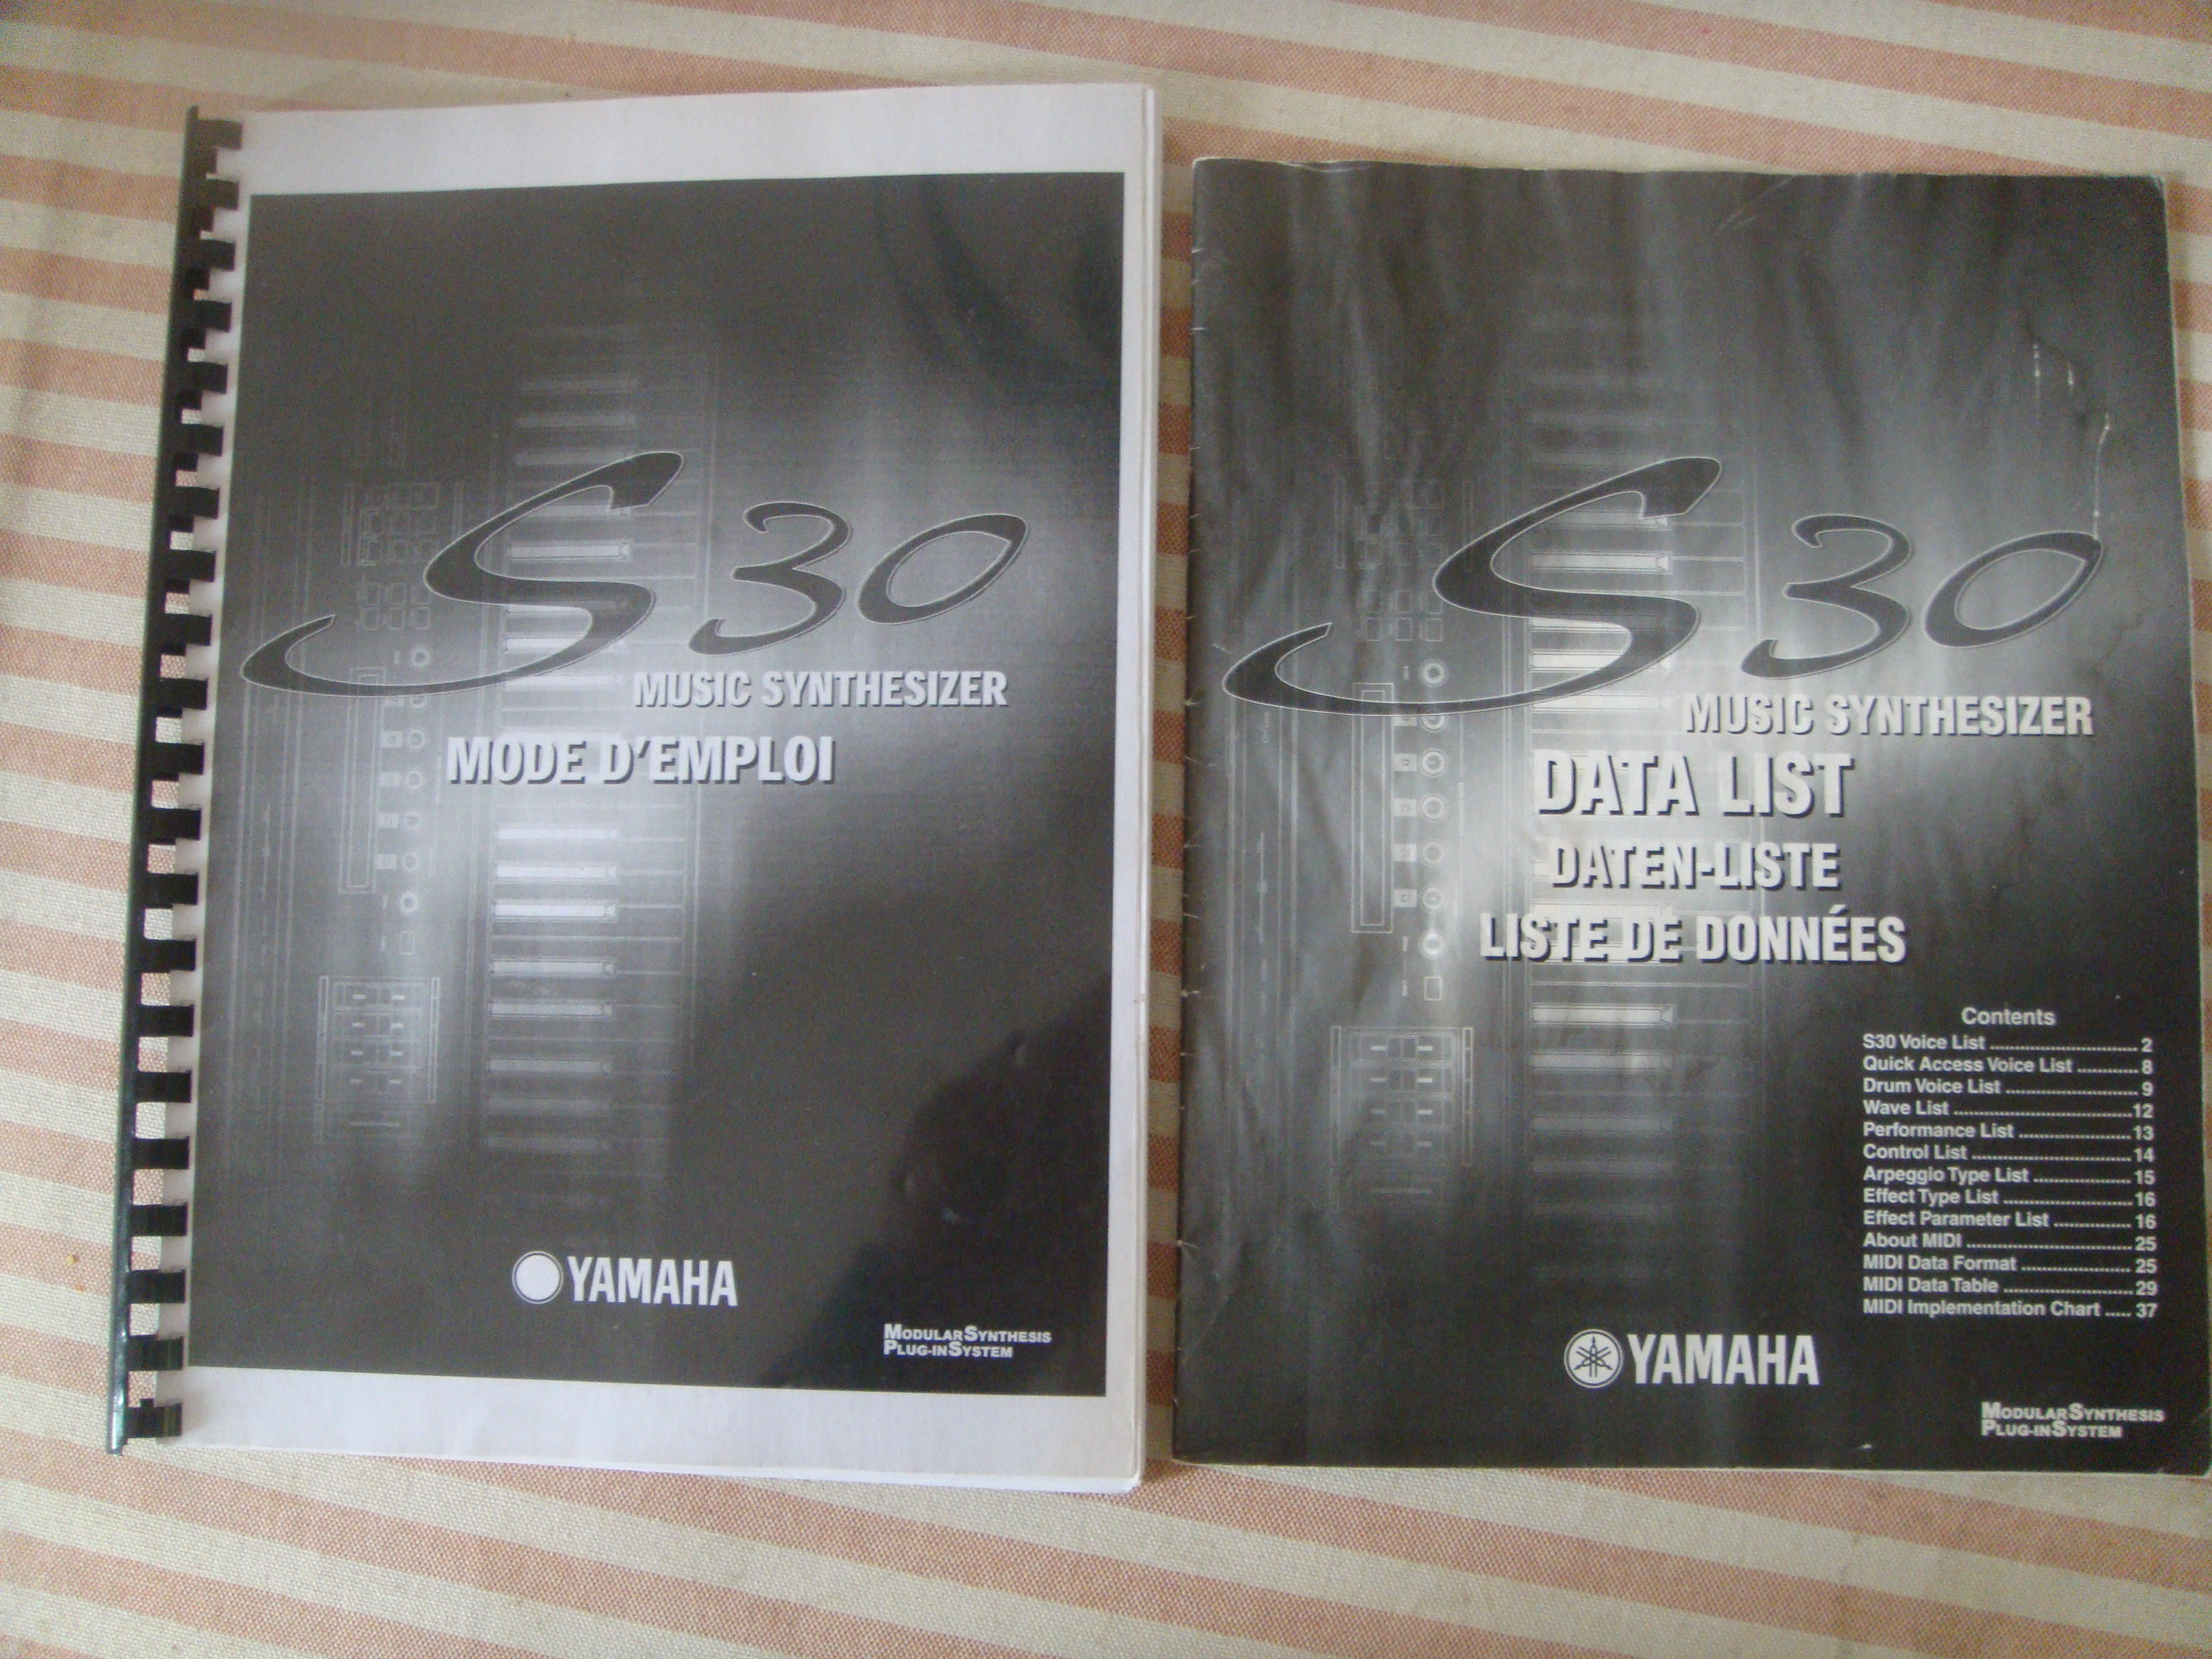 S30
MUSIC SYNTHESIZER
MODE D'EMPLOI
YAMAHA
MODULAR SYNTHESIS
PLUG-IN SYSTEM
S30
MUSIC SYNTHESIZER
DATA LIST
DATEN-LISTE
LISTE DE DONNÉES
Contents
S30 Voice List ............................ 2
Quick Access Voice List ............ 8
Drum Voice List ......................... 9
Wave List .................................. 12
Performance List ..................... 13
Control List .............................. 14
Arpeggio Type List .................. 15
Effect Type List ........................ 16
Effect Parameter List .............. 16
About MIDI ............................... 25
MIDI Data Format .................... 25
MIDI Data Table ........................ 29
MIDI Implementation Chart ..... 37
YAMAHA
MODULAR SYNTHESIS
PLUG-IN SYSTEM